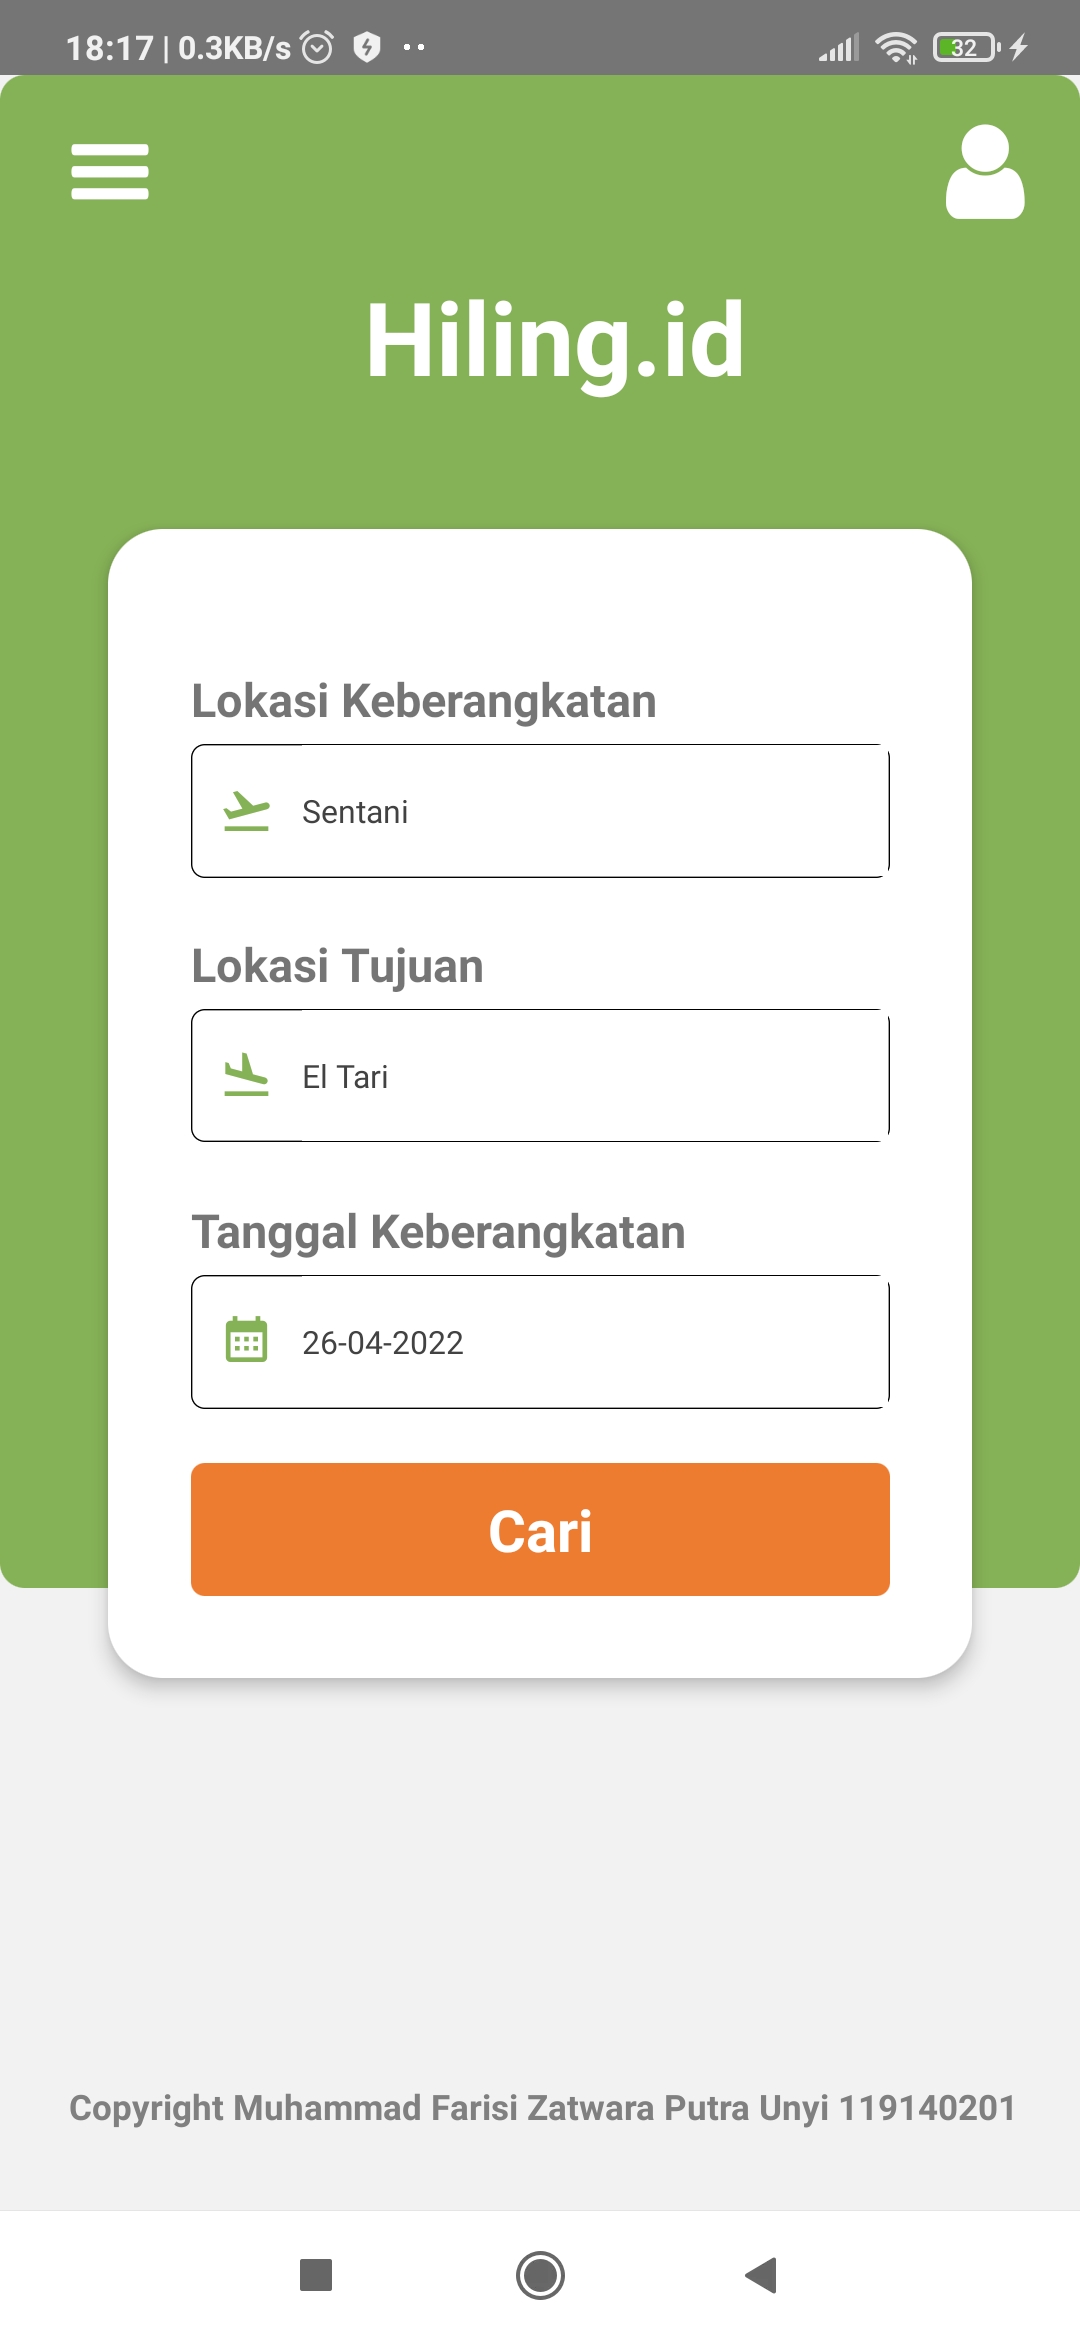 18:17 | 0.3KB/s
32
Hiling.id
Lokasi Keberangkatan
Sentani
Lokasi Tujuan
El Tari
Tanggal Keberangkatan
26-04-2022
Cari
Copyright Muhammad Farisi Zatwara Putra Unyi 119140201